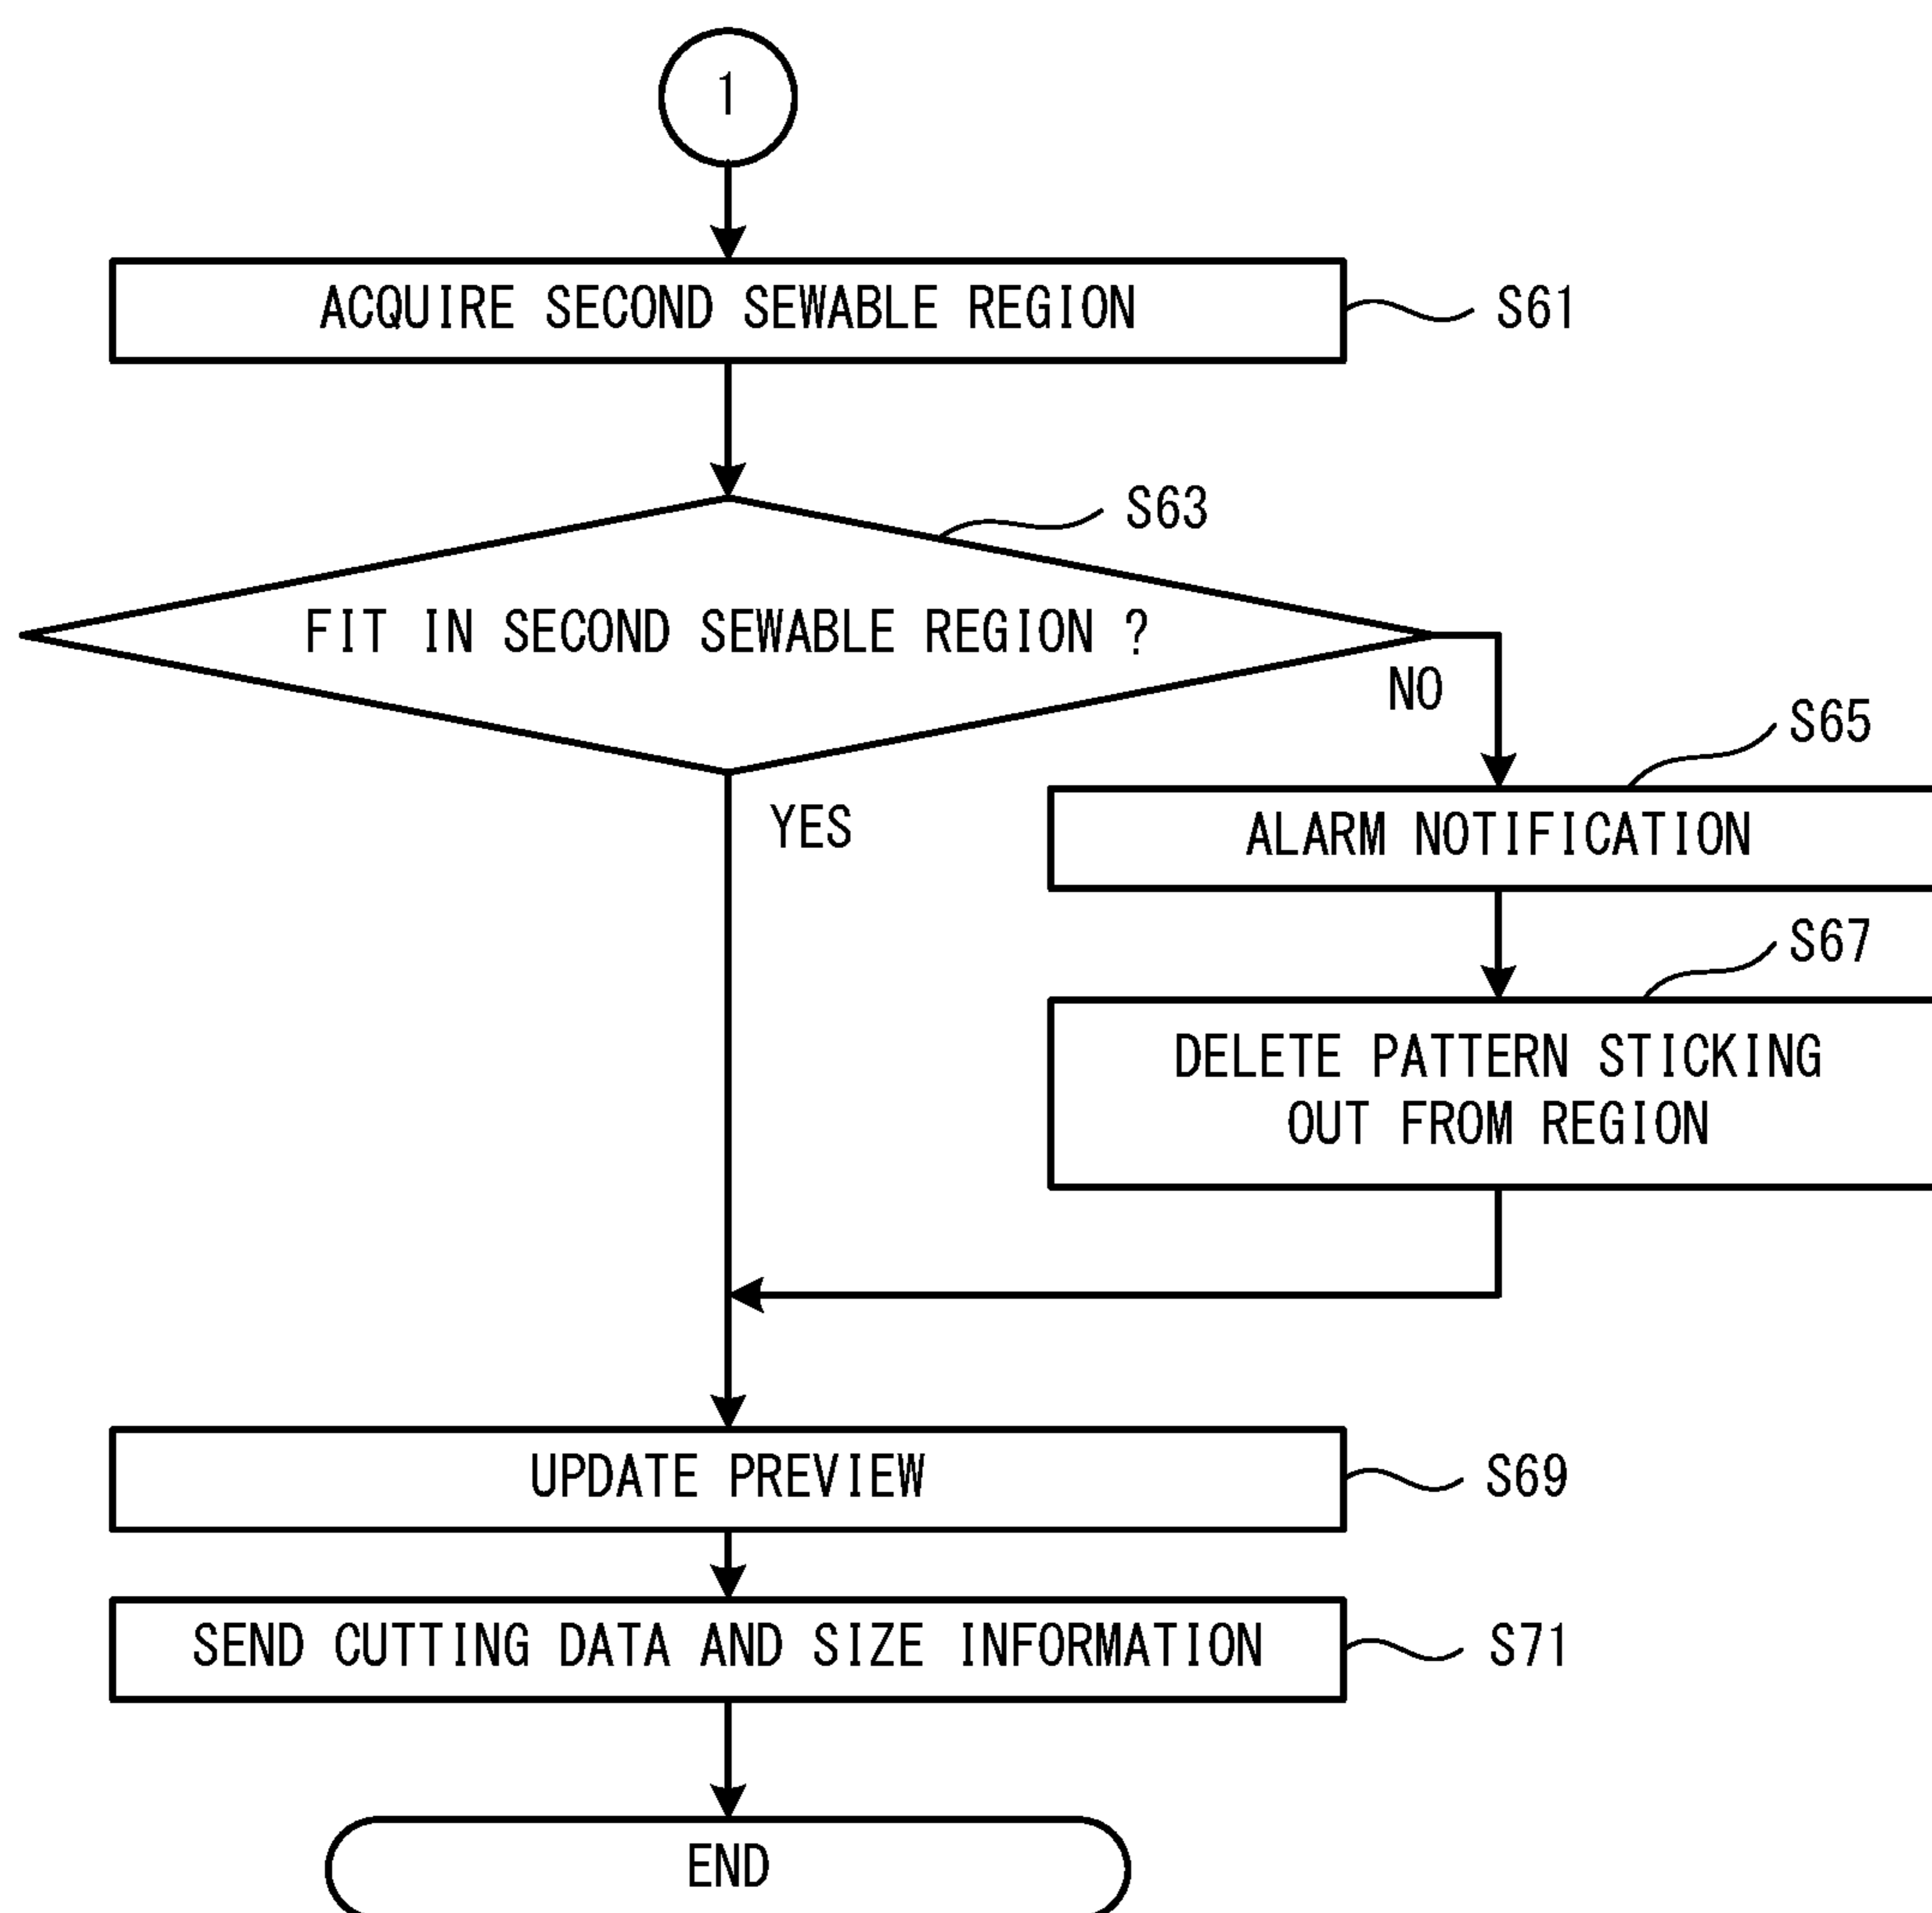 1
ACQUIRE SECOND SEWABLE REGION
S61
S63
FIT IN SECOND SEWABLE REGION ?
NO
S65
YES
ALARM NOTIFICATION
S67
DELETE PATTERN STICKING
OUT FROM REGION
UPDATE PREVIEW
S69
SEND CUTTING DATA AND SIZE INFORMATION
S71
END